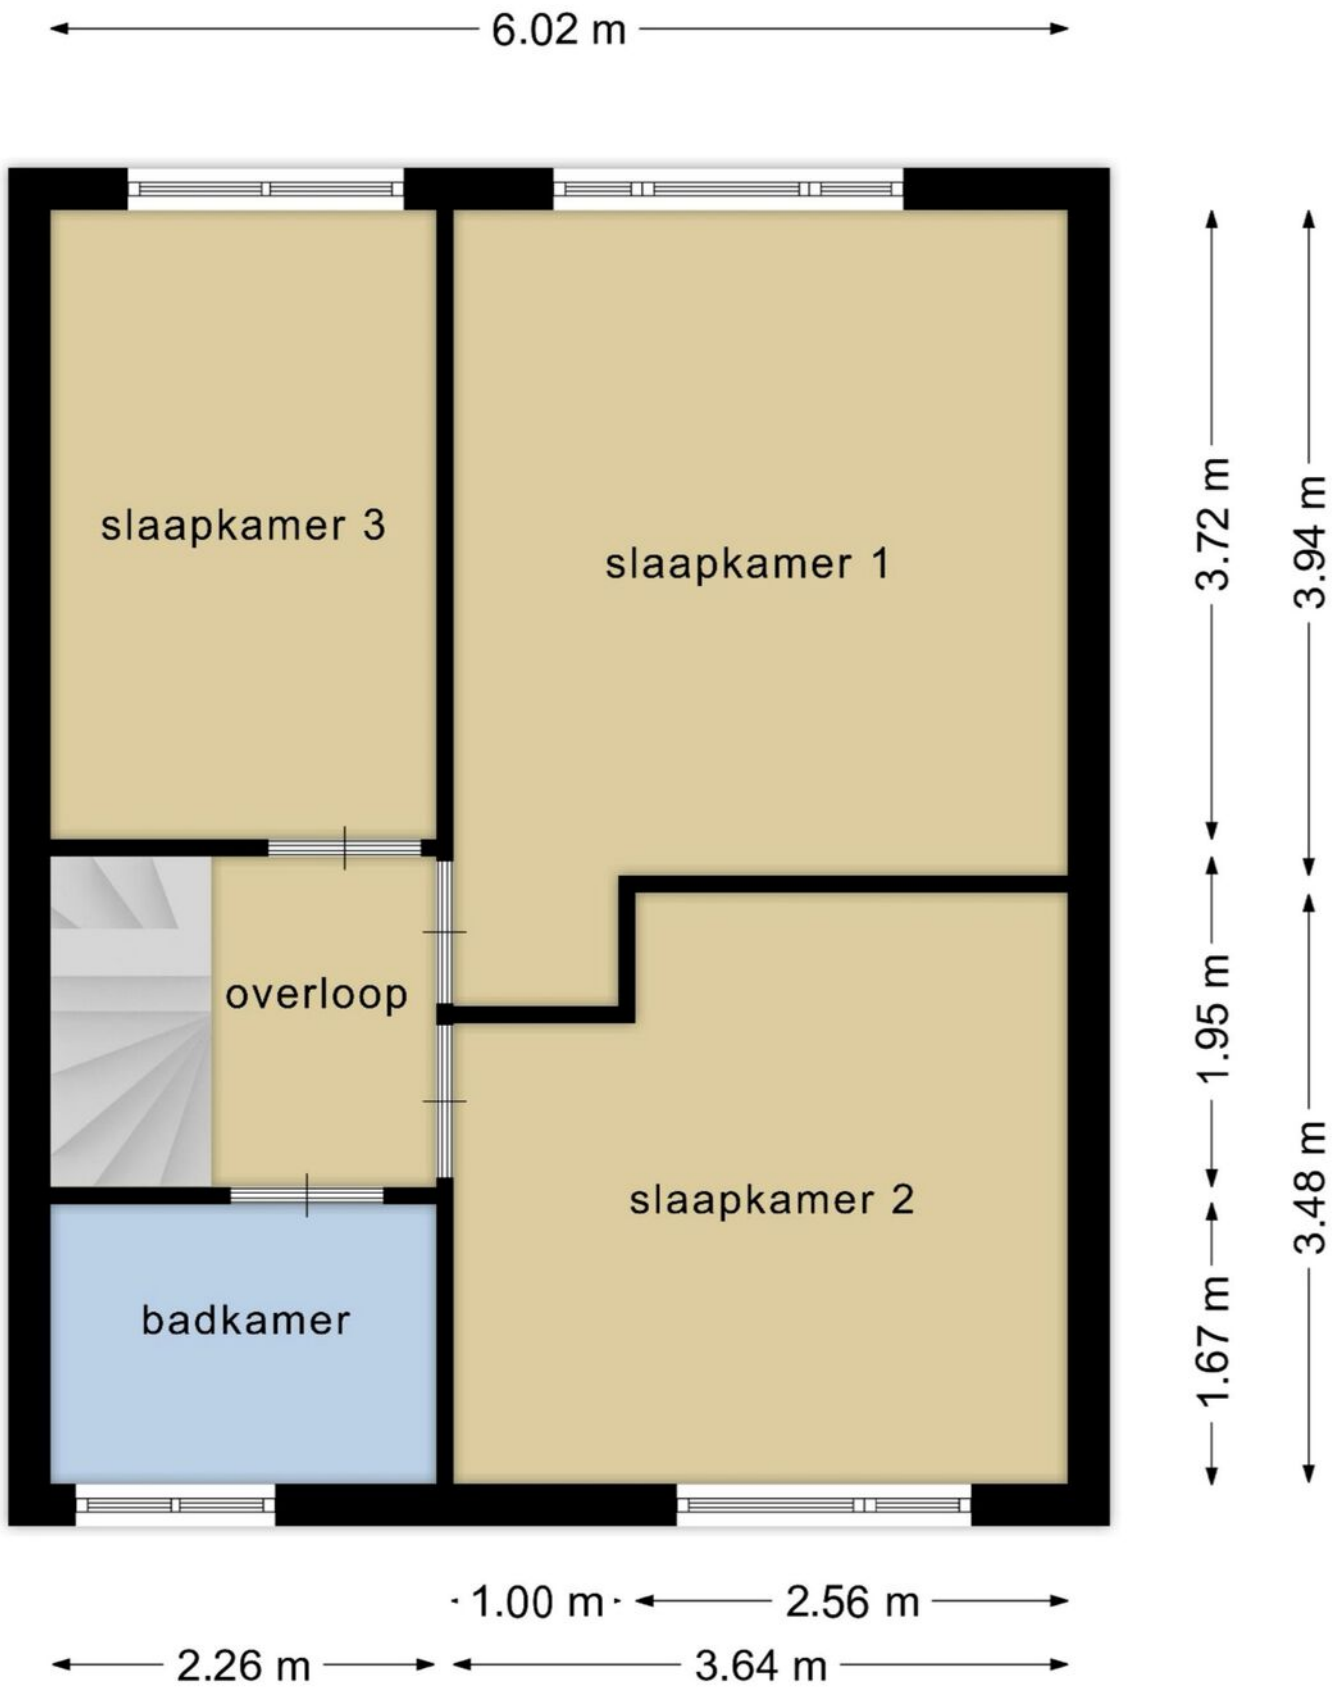 6.02 m
slaapkamer 3
slaapkamer 1
3.72 m
3.94 m
overloop
1.95 m
slaapkamer 2
3.48 m
badkamer
1.67 m
1.00 m
2.56 m
2.26 m
3.64 m